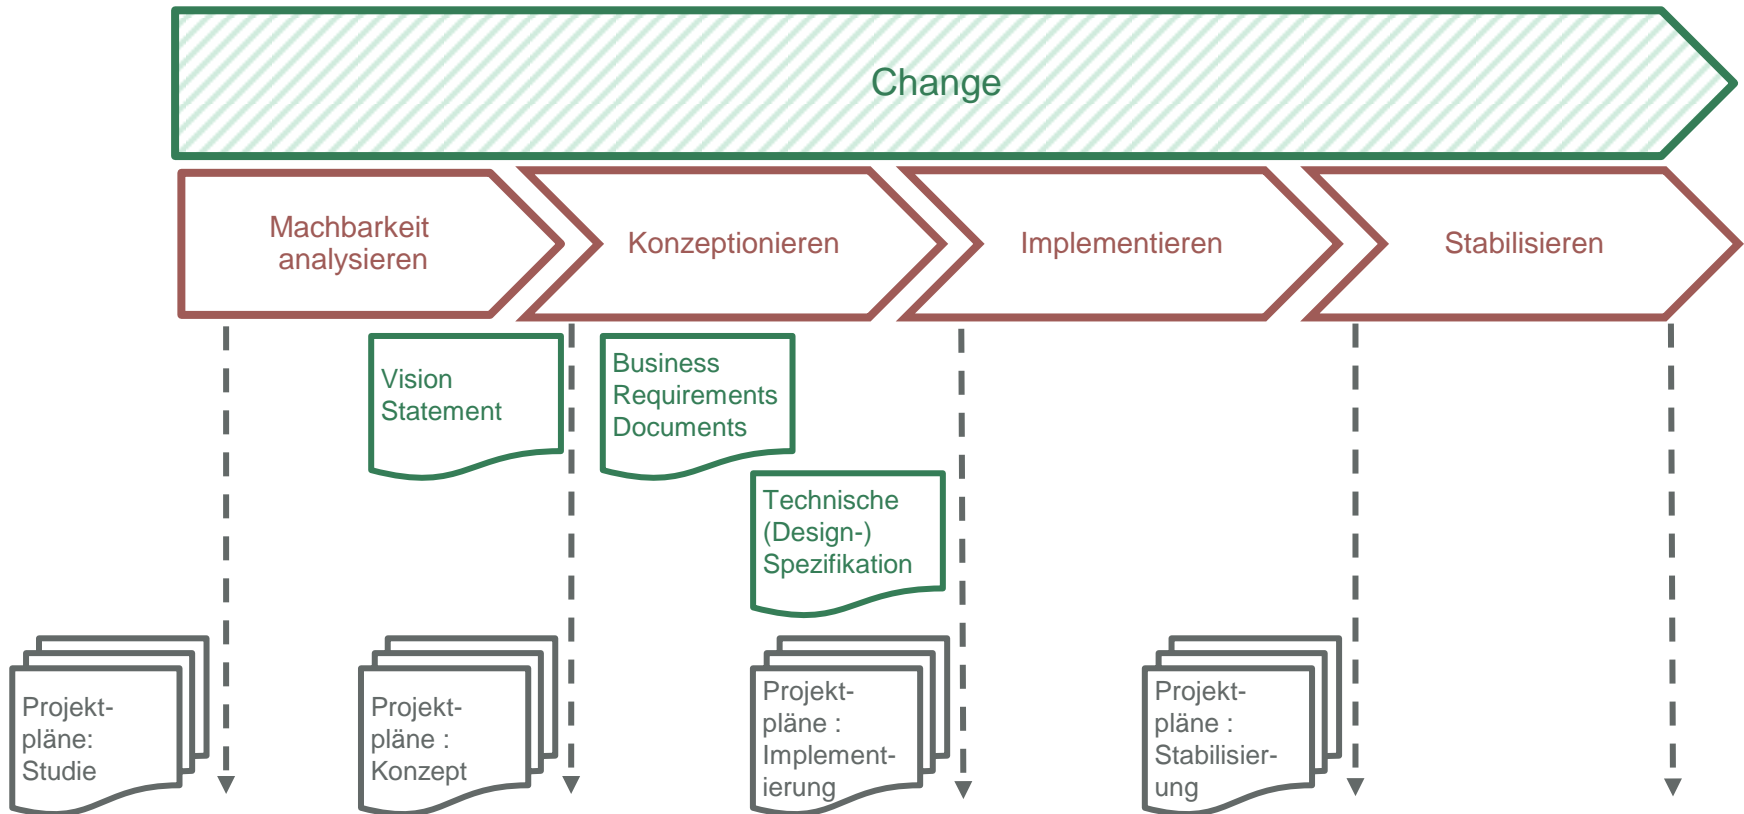 Change
Machbarkeit
analysieren
Konzeptionieren
Implementieren
Stabilisieren
Vision
Statement
Business
Requirements
Documents
Technische
(Design-)
Spezifikation
Projekt-
pläne:
Studie
Projekt-
pläne :
Konzept
Projekt-
pläne :
Implement-
ierung
Projekt-
pläne :
Stabilisier-
ung